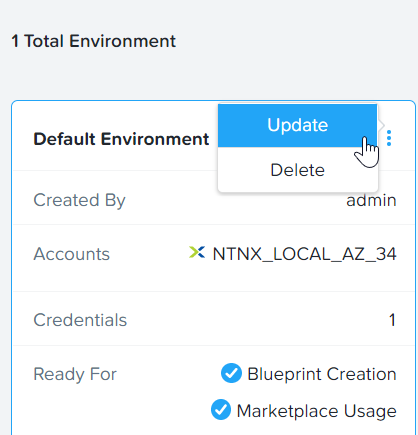 1 Total Environment
Update
Default Environment
Delete
Created By admin
Accounts NTNX_LOCAL_AZ_34
Credentials 1
Ready For Blueprint Creation
Marketplace Usage